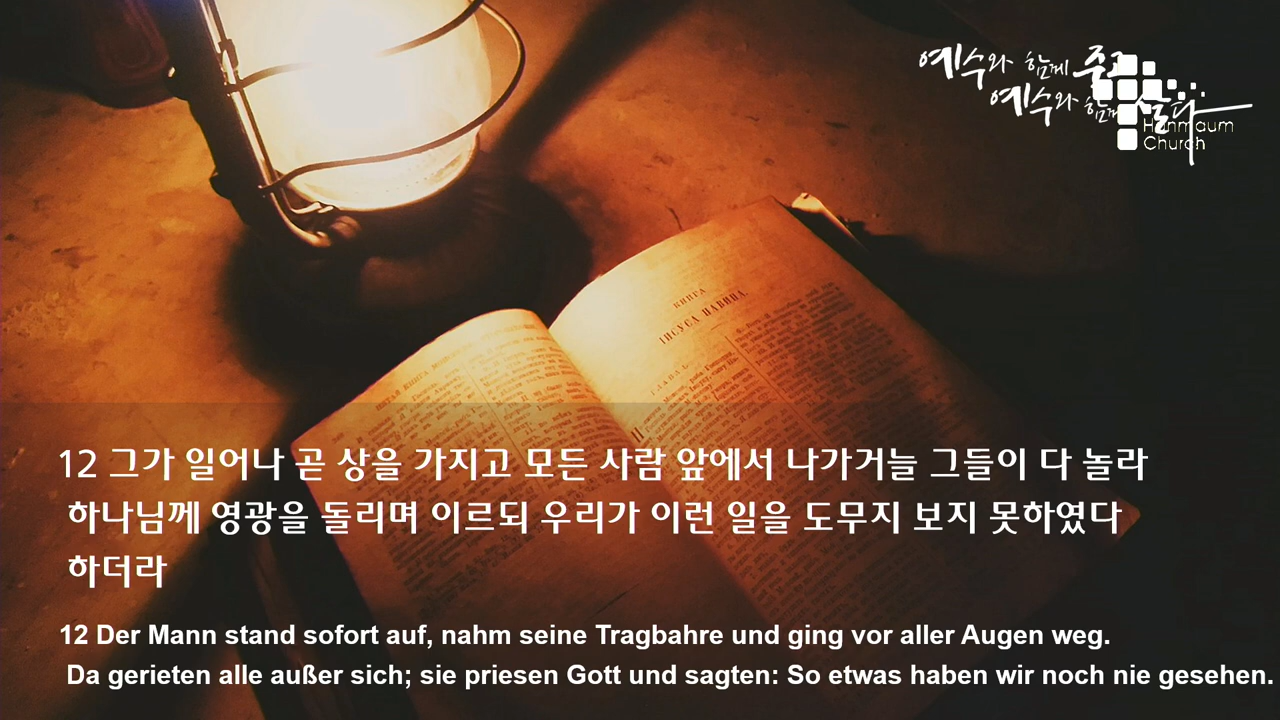 예수와 함께 죽고
예수와 함께 살다
Hanmaum
Church
КНИГА
ІИСУСА НАВИНА.
ГЛАВА
12 그가 일어나 곧 상을 가지고 모든 사람 앞에서 나가거늘 그들이 다 놀라
하나님께 영광을 돌리며 이르되 우리가 이런 일을 도무지 보지 못하였다
하더라
12 Der Mann stand sofort auf, nahm seine Tragbahre und ging vor aller Augen weg.
Da gerieten alle außer sich; sie priesen Gott und sagten: So etwas haben wir noch nie gesehen.